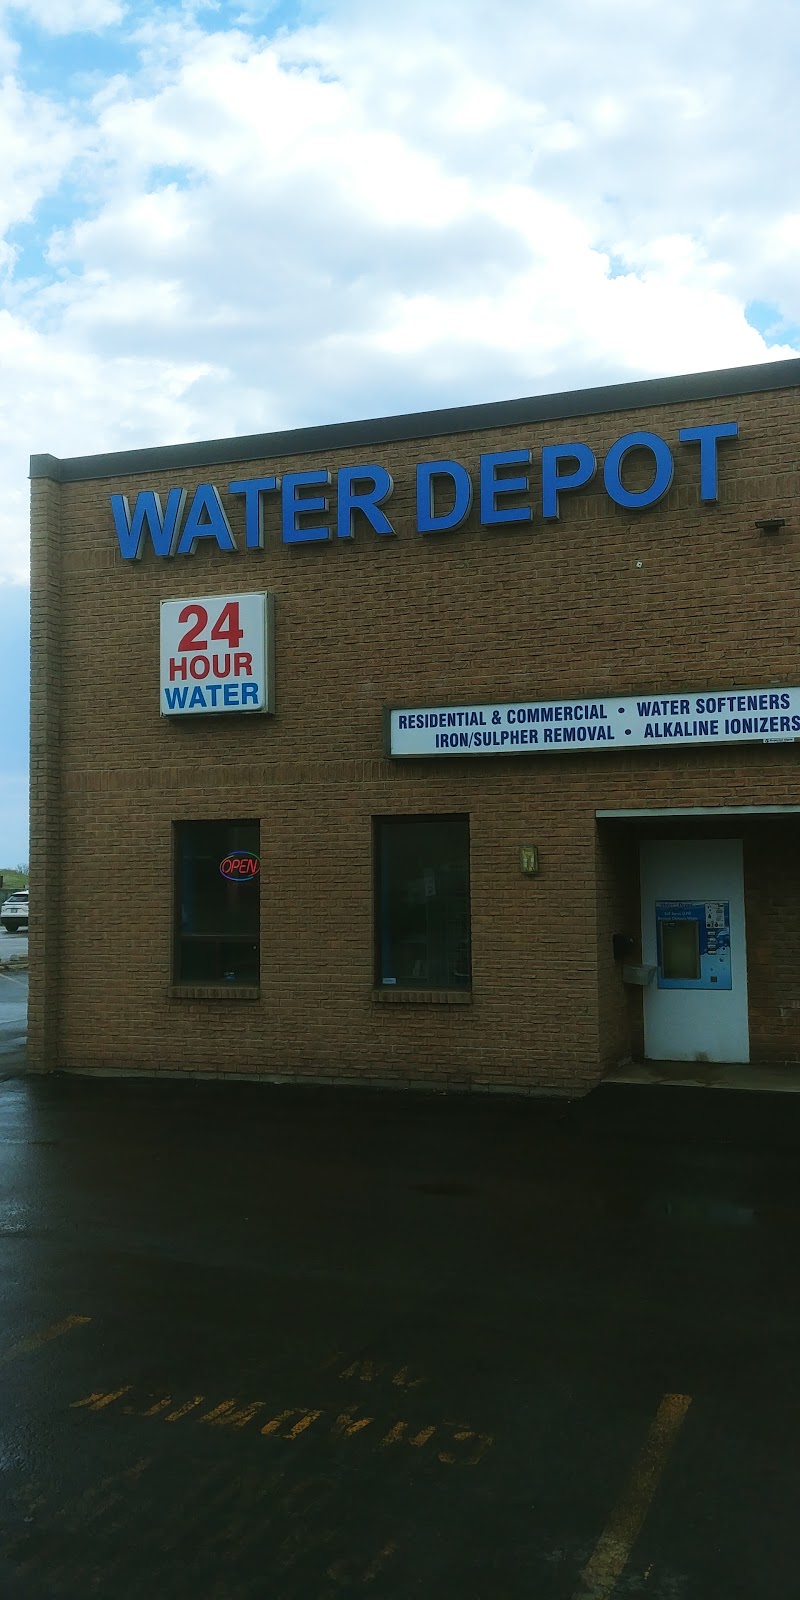 WATER DEPOT
24
HOUR
WATER
RESIDENTIAL & COMMERCIAL • WATER SOFTENERS
IRON/SULPHER REMOVAL • ALKALINE IONIZERS
OPEN